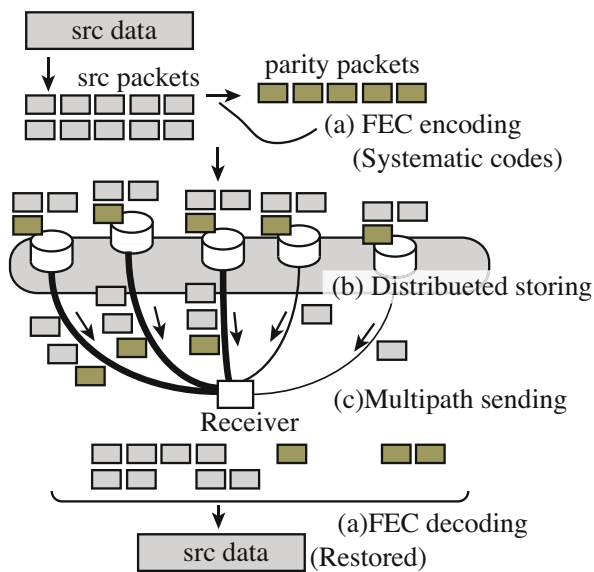 src data
src packets
parity packets
(a) FEC encoding
(Systematic codes)
(b) Distribueted storing
(c)Multipath sending
Receiver
(a)FEC decoding
src data
(Restored)